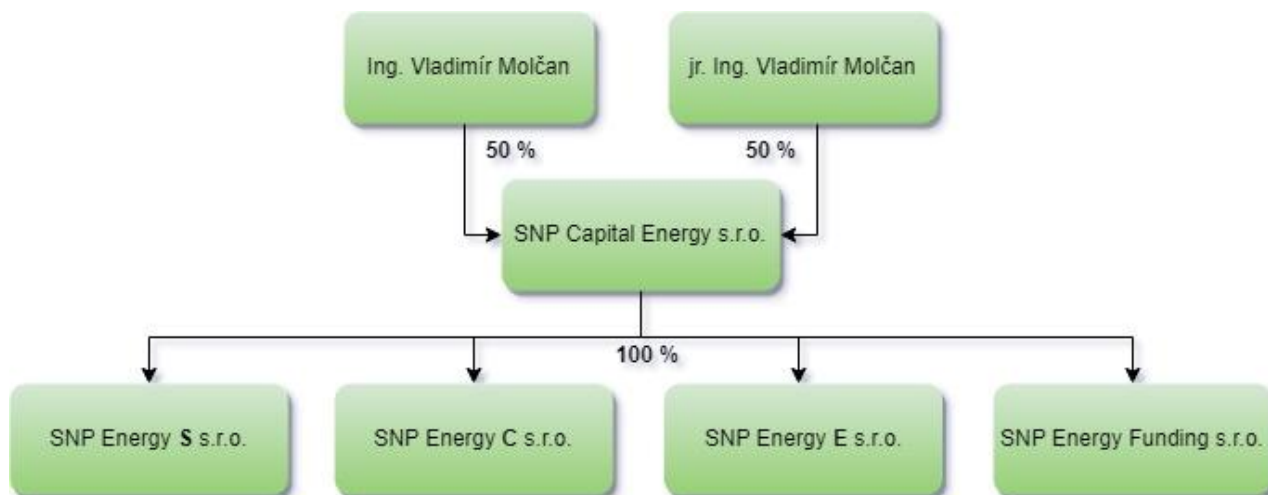 Ing. Vladimír Molčan
jr. Ing. Vladimír Molčan
50 %
50 %
SNP Capital Energy s.r.o.
100 %
SNP Energy S s.r.o.
SNP Energy C s.r.o.
SNP Energy E s.r.o.
SNP Energy Funding s.r.o.